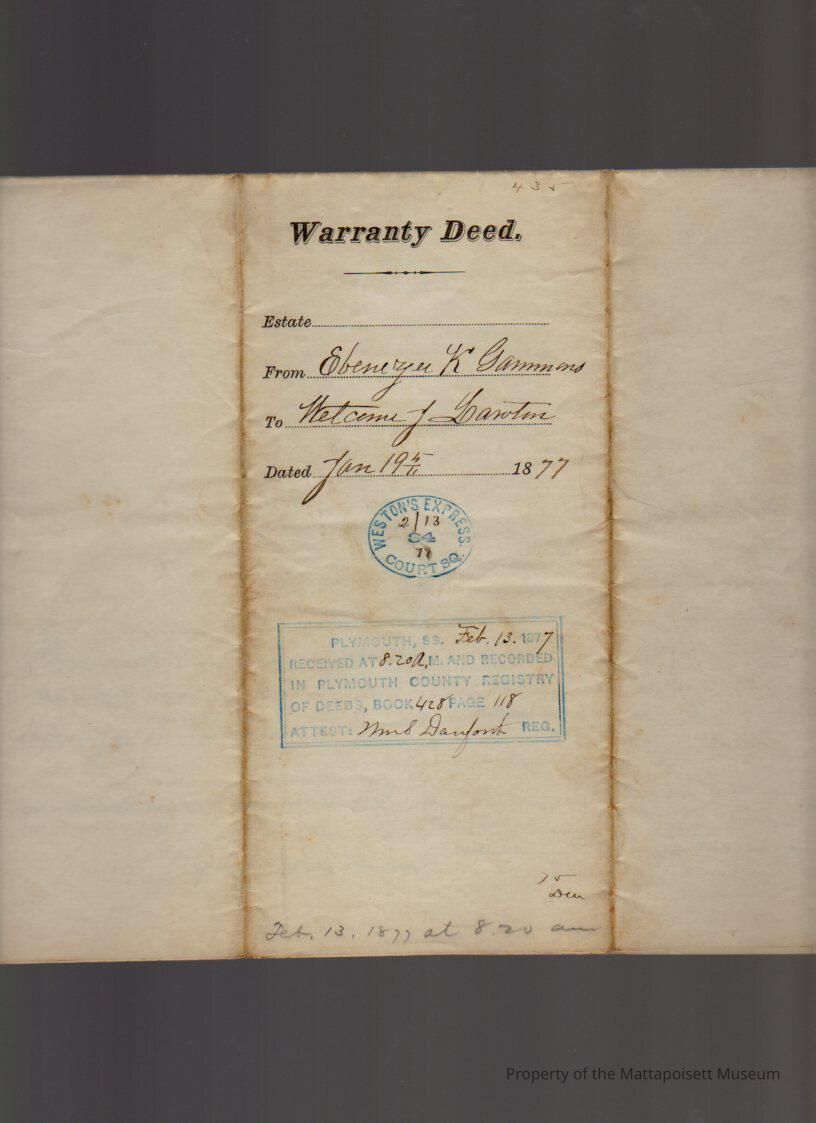 435
Warranty Deed.
Estate
From Ebenezer K Gammons
To Welcome J Lawton
Dated Jan 19th 1877
WESTON'S EXPRESS.
2/13
84
77
COURT SQ.
PLYMOUTH, SS. Feb. 13. 1877
RECEIVED AT 8.20 A.M. AND RECORDED
IN PLYMOUTH COUNTY REGISTRY
OF DEEDS, BOOK 428 PAGE 118
ATTEST: Wm S Danforth REG.
75
Feb. 13. 1877 at 8.20 am
Property of the Mattapoisett Museum